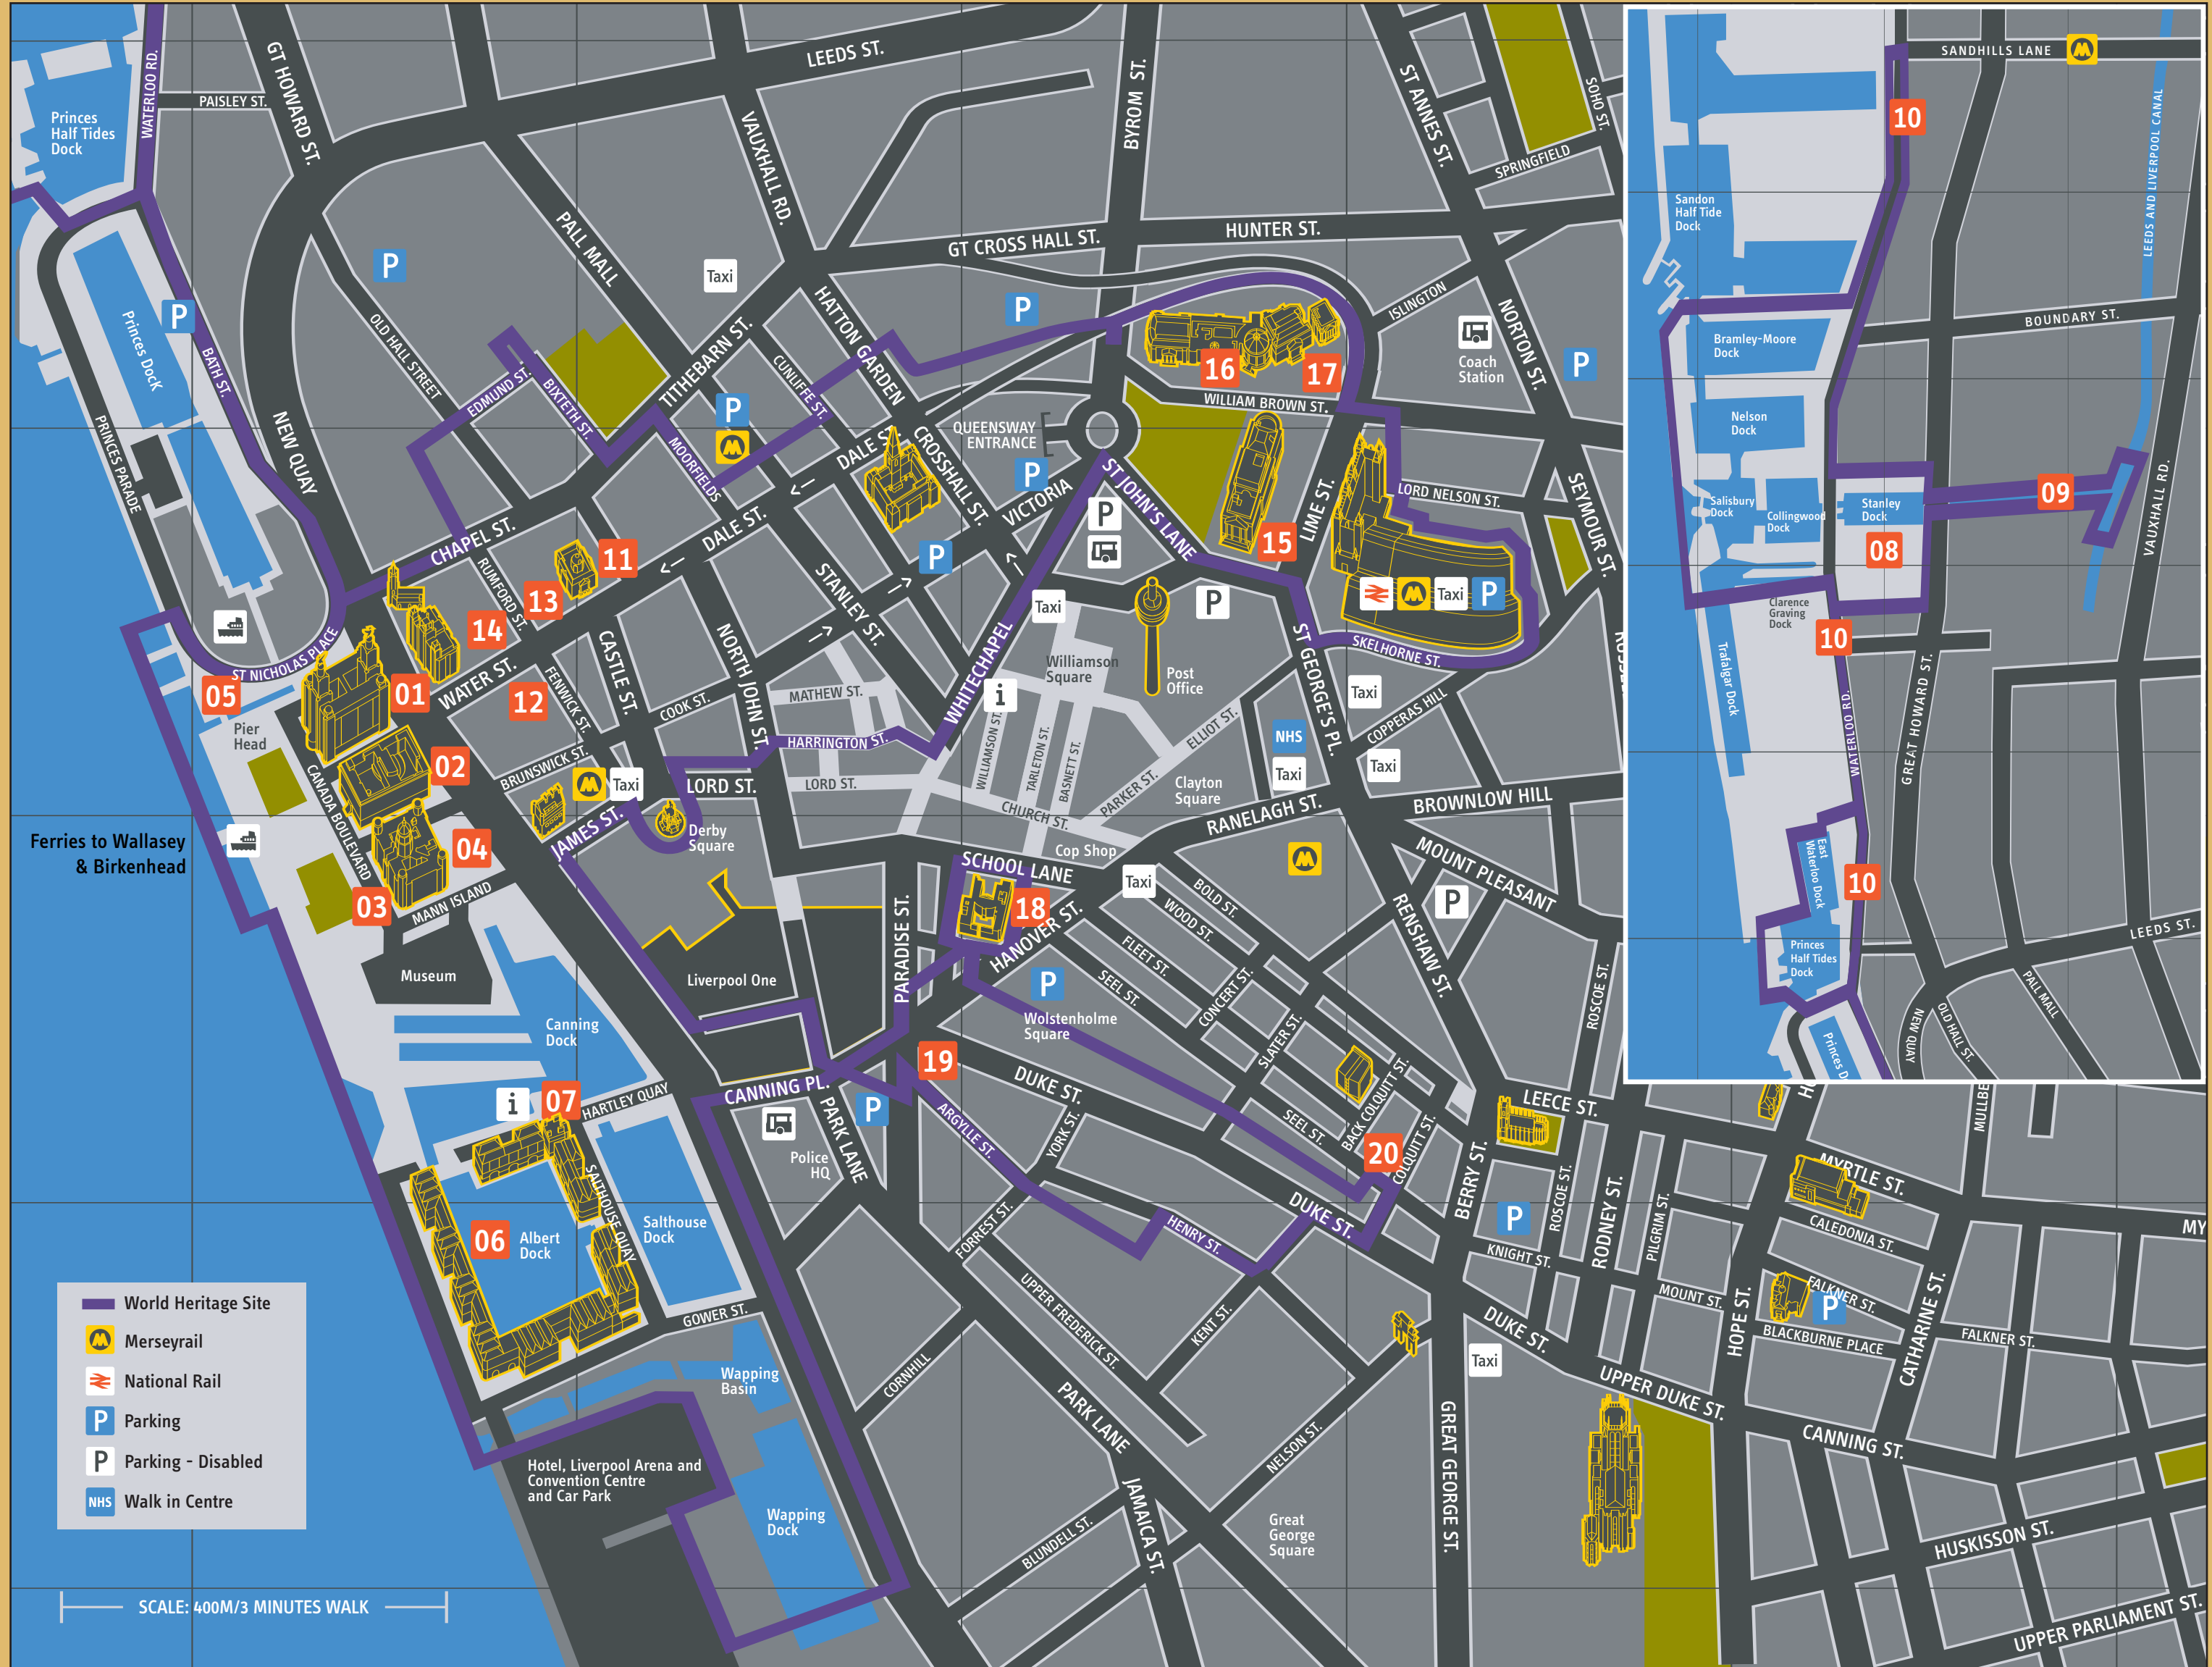 LEEDS ST.
GT HOWARD ST.
WATERLOO RD.
PAISLEY ST.
Princes
Half Tides
Dock
VAUXHALL RD.
BYROM ST.
ST ANNES ST.
SOHO ST.
SPRINGFIELD
PALL MALL
GT CROSS HALL ST.
HUNTER ST.
ISLINGTON
NORTON ST.
P
Taxi
P
P
Princes Dock
BATH ST.
OLD HALL STREET
TITHEBARN ST.
HATTON GARDEN
CUNLIFFE ST.
EDMUND ST.
BIXTETH ST.
MOORFIELDS
P
M
16
17
Coach
Station
P
WILLIAM BROWN ST.
QUEENSWAY
ENTRANCE
P
DALE ST.
CROSSHALL ST.
VICTORIA
ST JOHN'S LANE
LIME ST.
LORD NELSON ST.
SEYMOUR ST.
PRINCES PARADE
NEW QUAY
CHAPEL ST.
DALE ST.
P
P
15
11
13
14
RUMFORD ST.
STANLEY ST.
M
Taxi
P
Taxi
P
ST NICHOLAS PLACE
05
01
WATER ST.
12
FENWICK ST.
CASTLE ST.
NORTH JOHN ST.
COOK ST.
MATHEW ST.
WHITECHAPEL
Williamson
Square
i
Post
Office
ST GEORGE'S PL.
SKELHORNE ST.
Taxi
COPPERAS HILL
Pier
Head
HARRINGTON ST.
WILLIAMSON ST.
TARLETON ST.
BASNETT ST.
ELLIOT ST.
PARKER ST.
NHS
Taxi
Taxi
02
BRUNSWICK ST.
M
Taxi
LORD ST.
LORD ST.
CHURCH ST.
Clayton
Square
RANELAGH ST.
BROWNLOW HILL
CANADA BOULEVARD
Ferries to Wallasey
& Birkenhead
JAMES ST.
Derby
Square
04
03
MANN ISLAND
SCHOOL LANE
Cop Shop
Taxi
M
MOUNT PLEASANT
P
18
HANOVER ST.
BOLD ST.
WOOD ST.
FLEET ST.
SEEL ST.
CONCERT ST.
SLATER ST.
RENSHAW ST.
ROSCOE ST.
Museum
Liverpool One
PARADISE ST.
P
Wolstenholme
Square
Canning
Dock
19
DUKE ST.
CANNING PL.
i
07
HARTLEY QUAY
Police
HQ
PARK LANE
P
ARGYLLE ST.
YORK ST.
SEEL ST.
BACK COLQUITT ST.
COLQUITT ST.
20
LEECE ST.
BERRY ST.
ROSCOE ST.
RODNEY ST.
PILGRIM ST.
MYRTLE ST.
MULBE
MY
06
Albert
Dock
SALTHOUSE QUAY
Salthouse
Dock
FORREST ST.
HENRY ST.
DUKE ST.
P
KNIGHT ST.
MOUNT ST.
HOPE ST.
CALEDONIA ST.
FALKNER ST.
P
BLACKBURNE PLACE
CATHARINE ST.
FALKNER ST.
GOWER ST.
Wapping
Basin
UPPER FREDERICK ST.
KENT ST.
CORNHILL
PARK LANE
DUKE ST.
Taxi
UPPER DUKE ST.
CANNING ST.
Hotel, Liverpool Arena and
Convention Centre
and Car Park
Wapping
Dock
JAMAICA ST.
NELSON ST.
GREAT GEORGE ST.
Great
George
Square
BLUNDELL ST.
HUSKISSON ST.
UPPER PARLIAMENT ST.
World Heritage Site
M Merseyrail
National Rail
P Parking
P Parking - Disabled
NHS Walk in Centre
SCALE: 400M/3 MINUTES WALK
SANDHILLS LANE
M
10
LEEDS AND LIVERPOOL CANAL
Sandon
Half Tide
Dock
BOUNDARY ST.
Bramley-Moore
Dock
Nelson
Dock
Salisbury
Dock
Collingwood
Dock
Stanley
Dock
09
08
VAUXHALL RD.
Clarence
Graving
Dock
10
Trafalgar Dock
WATERLOO RD.
GREAT HOWARD ST.
East
Waterloo Dock
10
Princes
Half Tides
Dock
LEEDS ST.
PALL MALL
OLD HALL ST.
NEW QUAY
Princes D